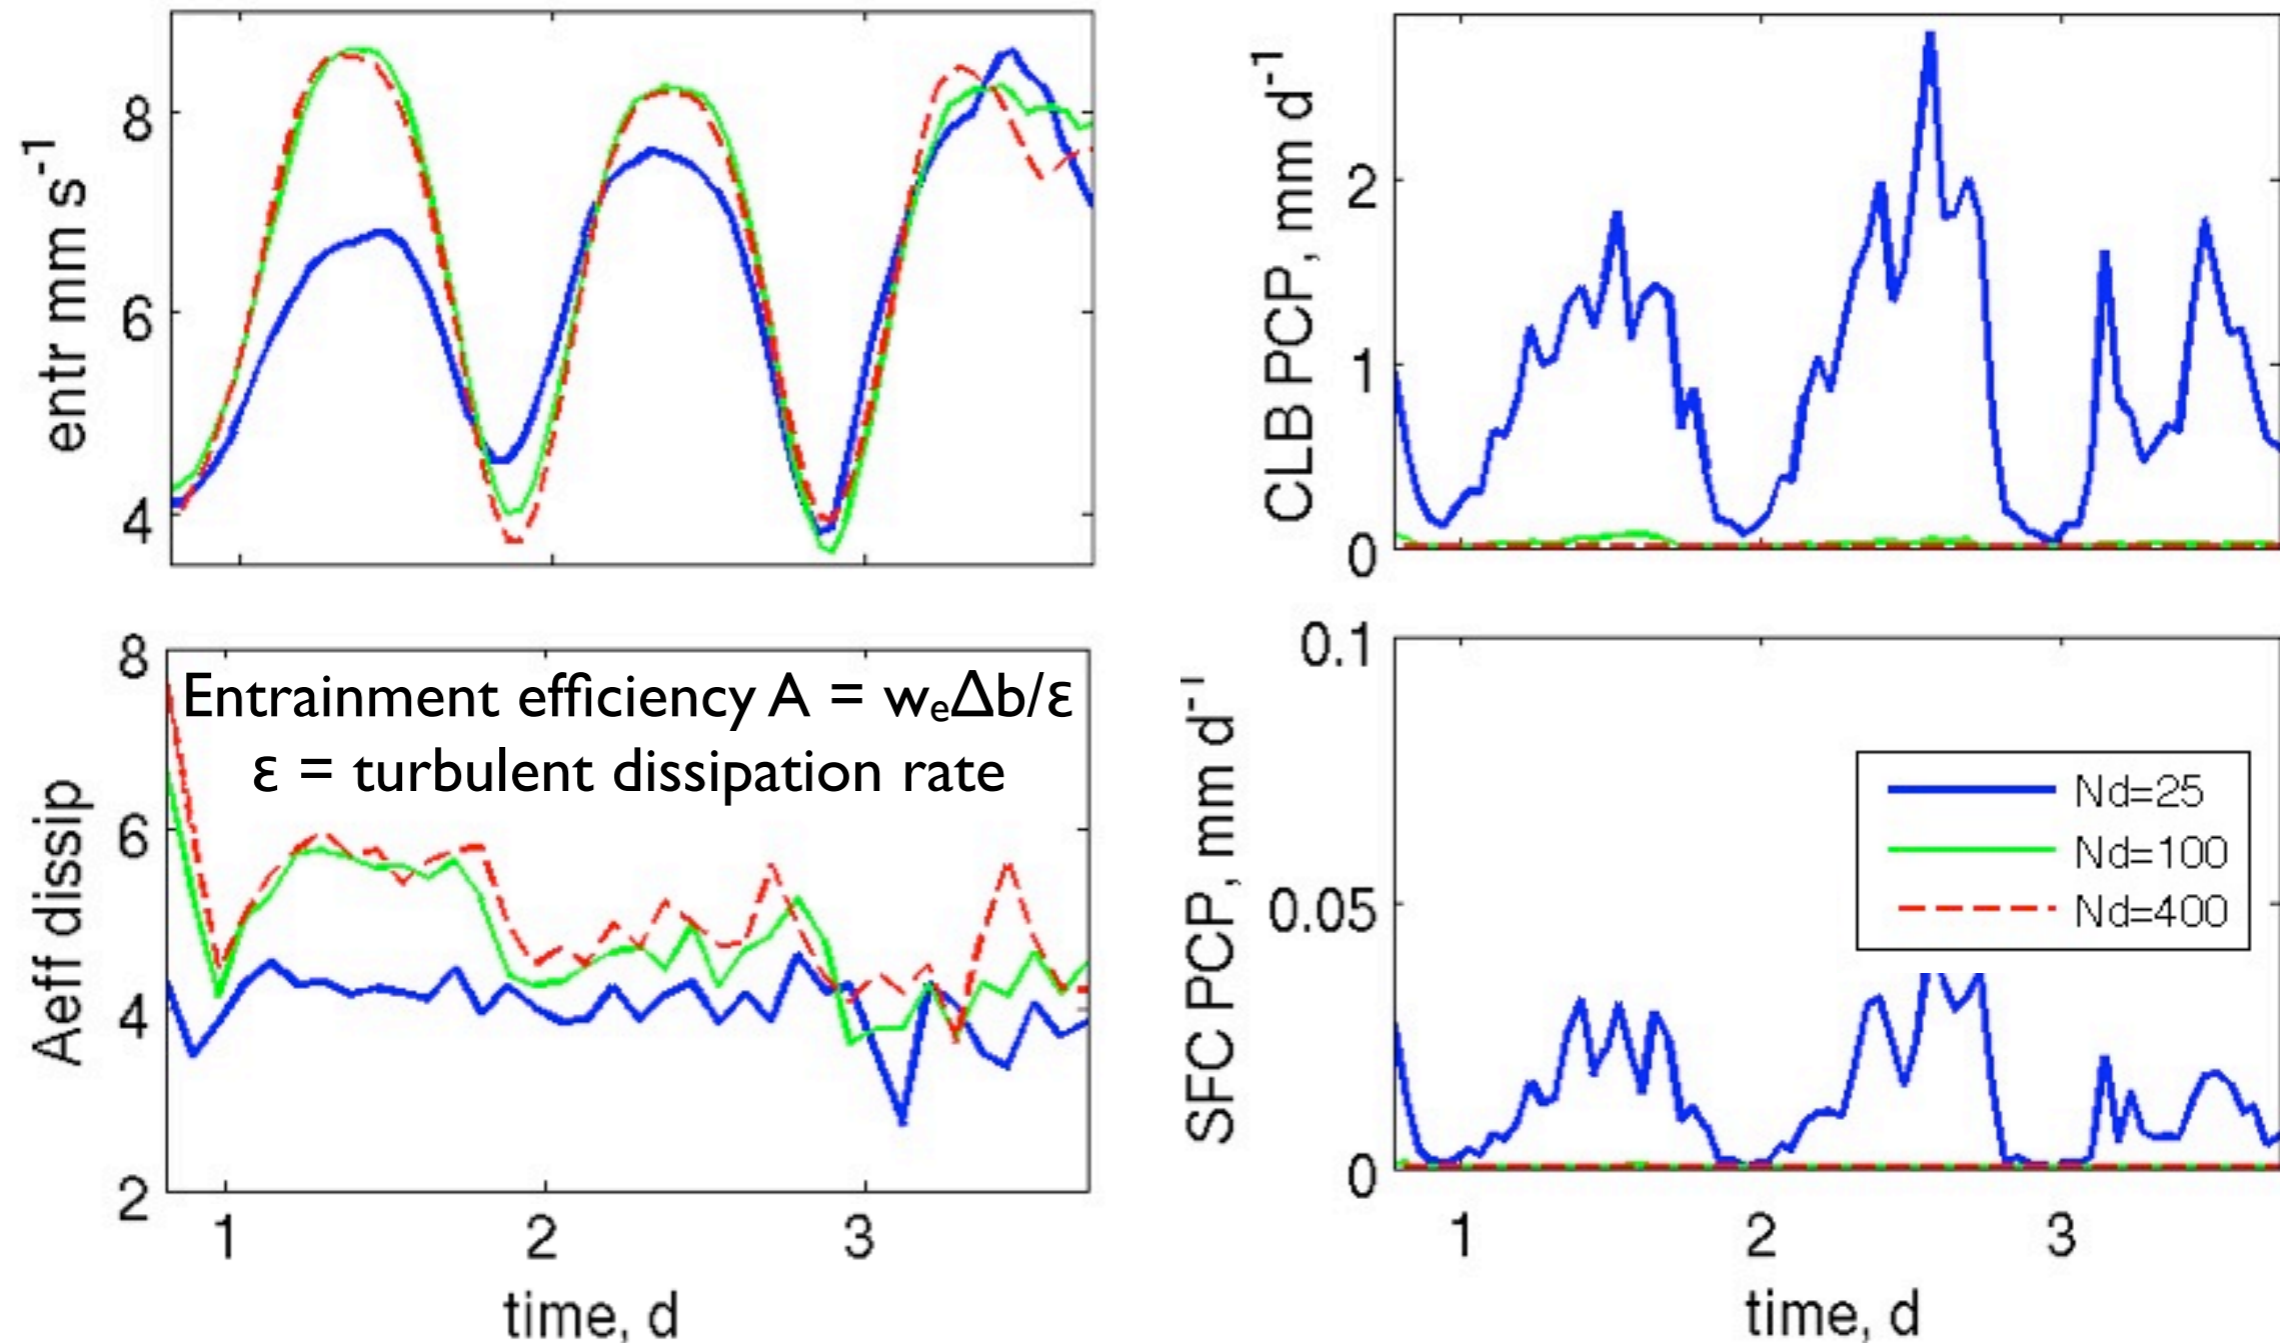 entr mm s⁻¹
8
6
4
CLB PCP, mm d⁻¹
2
1
0
Aeff dissip
8
6
4
2
Entrainment efficiency A = wₑΔb/ε
ε = turbulent dissipation rate
1 2 3
time, d
SFC PCP, mm d⁻¹
0.1
0.05
0
Nd=25
Nd=100
Nd=400
1 2 3
time, d